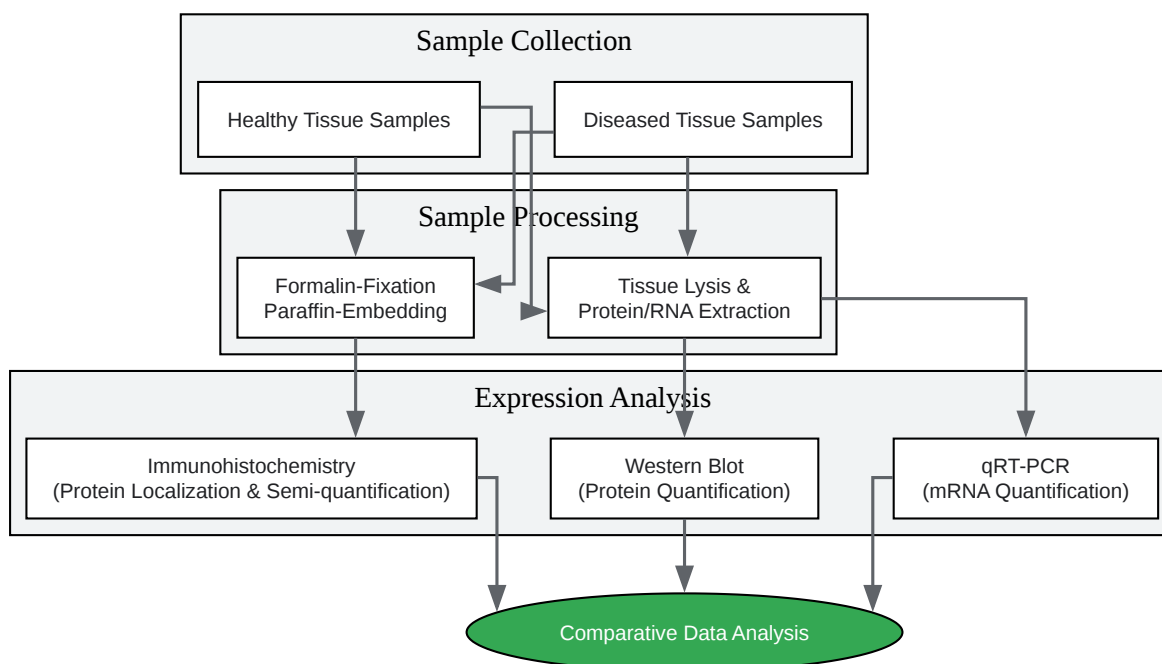 Sample Collection
Healthy Tissue Samples
Diseased Tissue Samples
Sample Processing
Formalin-Fixation
Paraffin-Embedding
Tissue Lysis &
Protein/RNA Extraction
Expression Analysis
Immunohistochemistry
(Protein Localization & Semi-quantification)
Western Blot
(Protein Quantification)
qRT-PCR
(mRNA Quantification)
Comparative Data Analysis